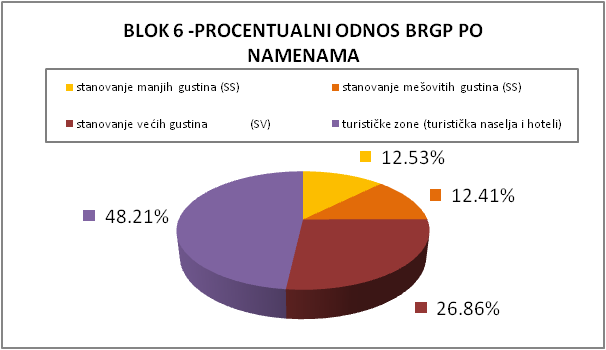 BLOK 6 -PROCENTUALNI ODNOS BRGP PO
NAMENAMA
stanovanje manjih gustina (SS)
stanovanje mešovitih gustina (SS)
stanovanje većih gustina (SV)
turističke zone (turistička naselja i hoteli)
12.53%
12.41%
48.21%
26.86%